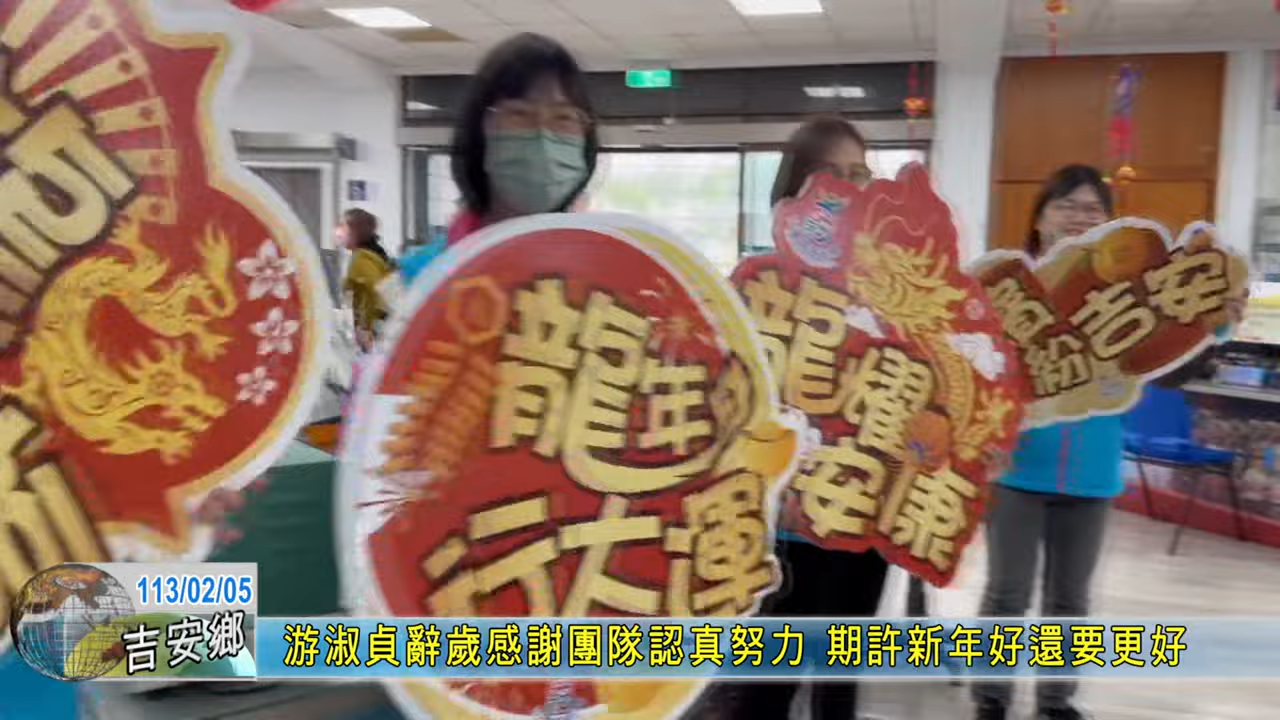 龍年
行大運
龍耀
安康
繽紛吉安
113/02/05
吉安鄉
游淑貞辭歲感謝團隊認真努力 期許新年好還要更好